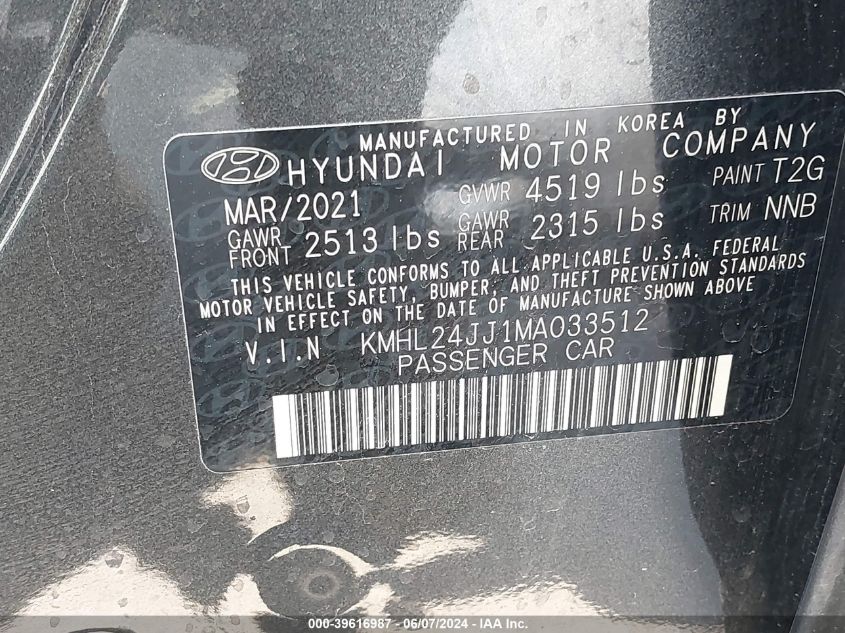 MANUFACTURED IN KOREA BY
HYUNDAI MOTOR COMPANY
MAR/2021 GVWR 4519 lbs PAINT T2G
GAWR FRONT 2513 lbs GAWR REAR 2315 lbs TRIM NNB
THIS VEHICLE CONFORMS TO ALL APPLICABLE U.S.A. FEDERAL
MOTOR VEHICLE SAFETY, BUMPER, AND THEFT PREVENTION STANDARDS
IN EFFECT ON THE DATE OF MANUFACTURE SHOWN ABOVE
V.I.N KMHL24JJ1MA033512
PASSENGER CAR
000-39616987 - 06/07/2024 - IAA Inc.